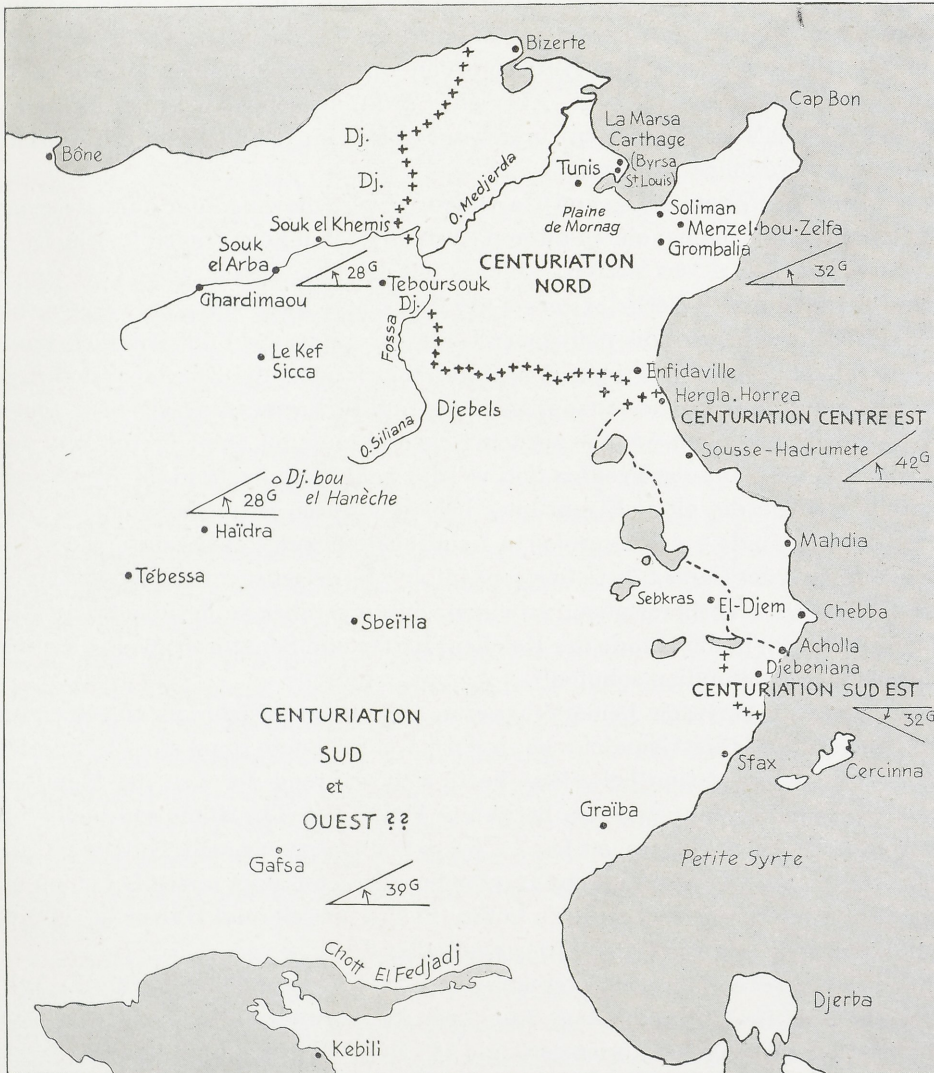 Bizerte
Cap Bon
La Marsa
Carthage
(Byrsa
St Louis)
Dj.
Bône
Dj.
Tunis
O. Medjerda
Plaine
de Mornag
Soliman
Menzel-bou-Zelfa
Grombalia
Souk el Khemis
Souk
el Arba
28G
Ghardimaou
Teboursouk
CENTURIATION
NORD
32G
Dj.
Fossa
Le Kef
Sicca
Enfidaville
Hergla.Horrea
CENTURIATION CENTRE EST
Djebels
O. Siliana
Sousse-Hadrumete
42G
Dj. bou
el Hanèche
28G
Haïdra
Mahdia
Tébessa
Sebkras
El-Djem
Chebba
Sbeïtla
Acholla
Djebeniana
CENTURIATION SUD EST
32G
CENTURIATION
SUD
et
OUEST ??
Sfax
Cercinna
Graïba
Petite Syrte
Gafsa
39G
Chott El Fedjadj
Djerba
Kebili